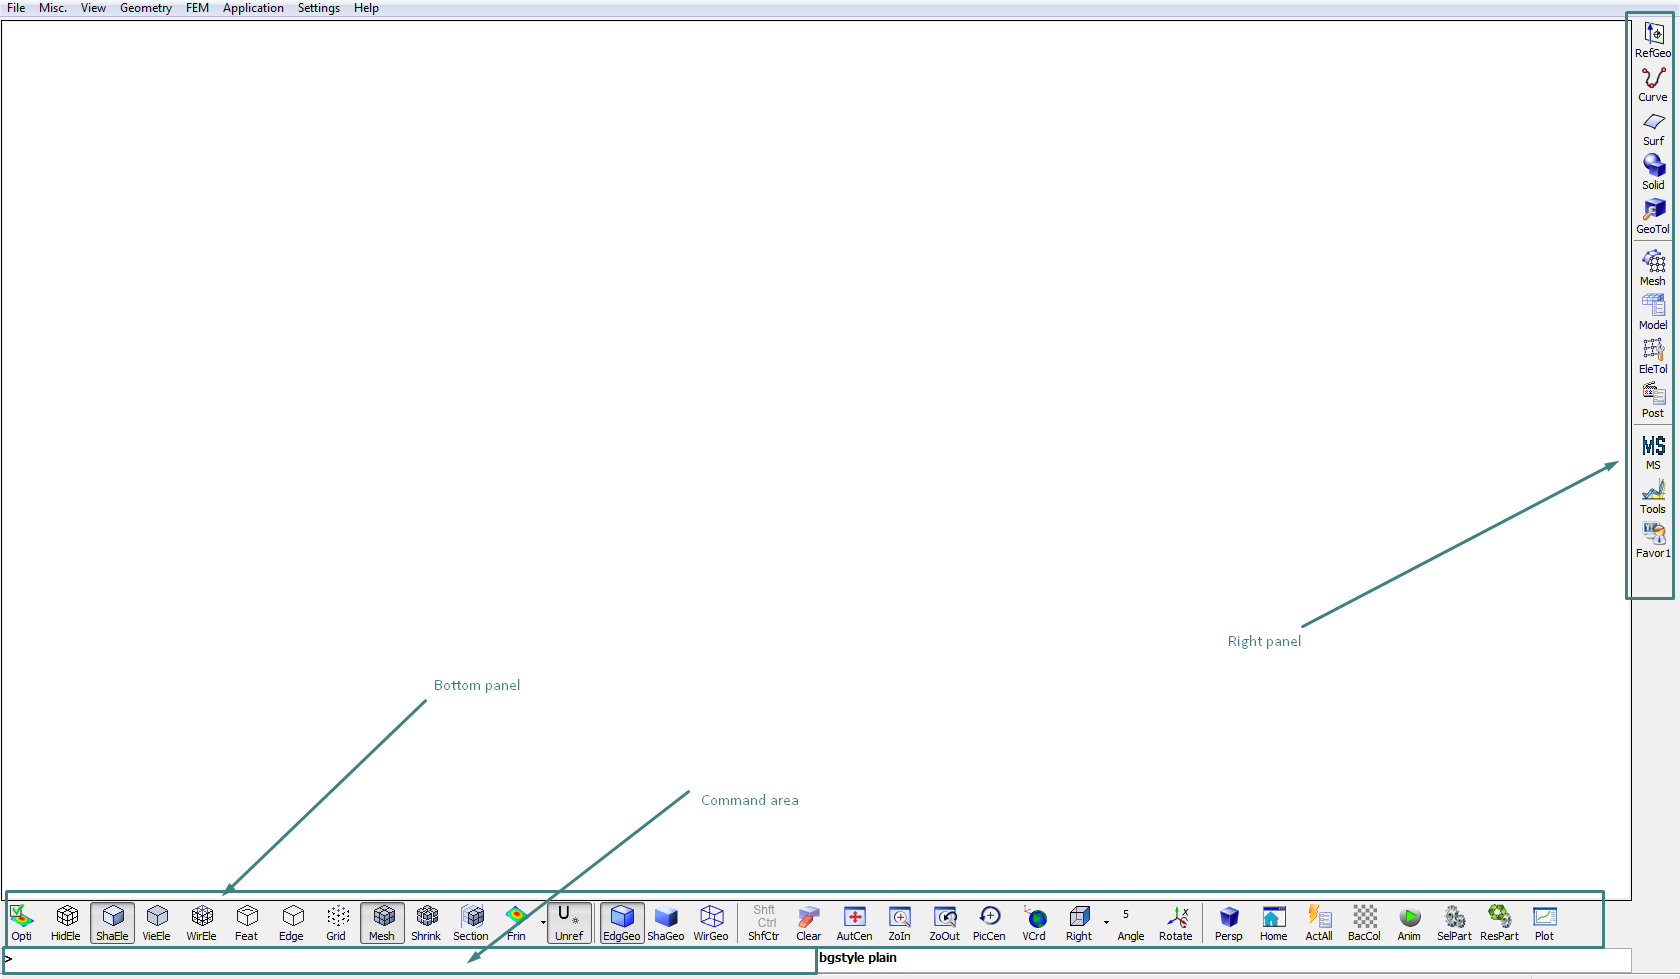 File Misc. View Geometry FEM Application Settings Help
RefGeo
Curve
Surf
Solid
GeoTol
Mesh
Model
EleTol
Post
MS
MS
Tools
Favor1
Right panel
Bottom panel
Command area
U Shft Ctrl 5 X
Opti HidEle ShaEle VieEle WirEle Feat Edge Grid Mesh Shrink Section Frin Unref EdgGeo ShaGeo WirGeo ShfCtr Clear AutCen ZoIn ZoOut PicCen VCrd Right Angle Rotate Persp Home ActAll BacCol Anim SelPart ResPart Plot
> bgstyle plain